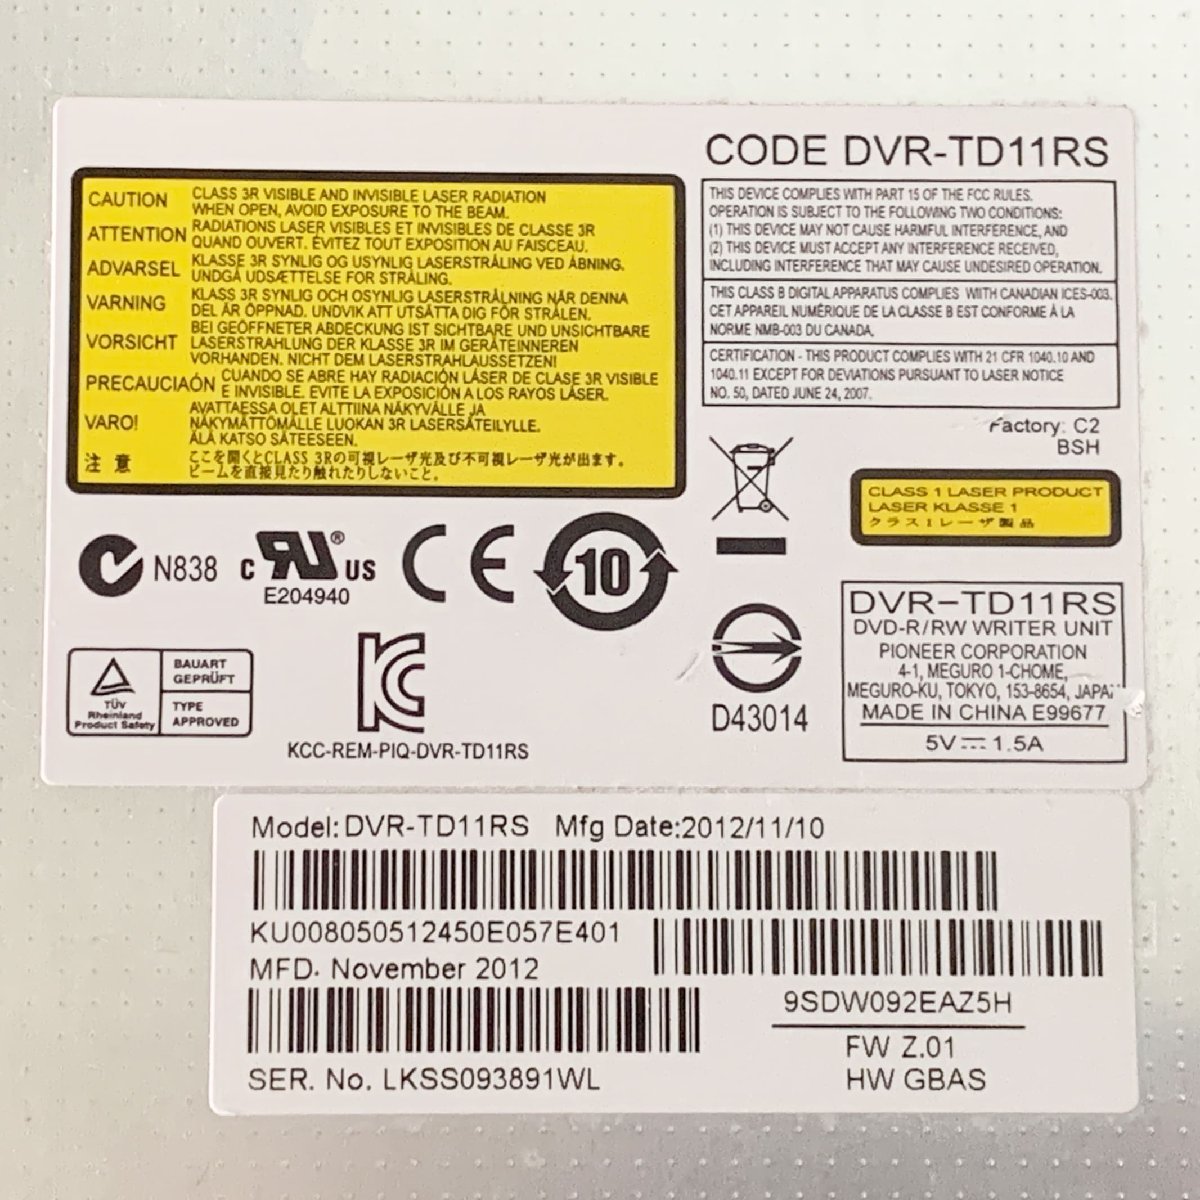 CODE DVR-TD11RS
CAUTION CLASS 3R VISIBLE AND INVISIBLE LASER RADIATION
WHEN OPEN, AVOID EXPOSURE TO THE BEAM.
ATTENTION RADIATIONS LASER VISIBLES ET INVISIBLES DE CLASSE 3R
QUAND OUVERT. ÉVITEZ TOUT EXPOSITION AU FAISCEAU.
ADVARSEL KLASSE 3R SYNLIG OG USYNLIG LASERSTRÅLING VED ÅBNING.
UNDGÅ UDSÆTTELSE FOR STRÅLING.
VARNING KLASS 3R SYNLIG OCH OSYNLIG LASERSTRÅLNING NÄR DENNA
DEL ÄR ÖPPNAD. UNDVIK ATT UTSÄTTA DIG FÖR STRÅLEN.
VORSICHT BEI GEÖFFNETER ABDECKUNG IST SICHTBARE UND UNSICHTBARE
LASERSTRAHLUNG DER KLASSE 3R IM GERÄTEINNEREN
VORHANDEN. NICHT DEM LASERSTRAHLAUSSETZEN!
PRECAUCIAÓN CUANDO SE ABRE HAY RADIACIÓN LÁSER DE CLASE 3R VISIBLE
E INVISIBLE. EVITE LA EXPOSICIÓN A LOS RAYOS LÁSER.
VARO! AVATTAESSA OLET ALTTIINA NÄKYVÄLLE JA
NÄKYMÄTTÖMÄLLE LUOKAN 3R LASERSÄTEILYLLE.
ÄLÄ KATSO SÄTEESEEN.
注意 ここを開くとCLASS 3Rの可視レーザ光及び不可視レーザ光が出ます。
ビームを直接見たり触れたりしないこと。
THIS DEVICE COMPLIES WITH PART 15 OF THE FCC RULES.
OPERATION IS SUBJECT TO THE FOLLOWING TWO CONDITIONS:
(1) THIS DEVICE MAY NOT CAUSE HARMFUL INTERFERENCE, AND
(2) THIS DEVICE MUST ACCEPT ANY INTERFERENCE RECEIVED,
INCLUDING INTERFERENCE THAT MAY CAUSE UNDESIRED OPERATION.
THIS CLASS B DIGITAL APPARATUS COMPLIES WITH CANADIAN ICES-003.
CET APPAREIL NUMÉRIQUE DE LA CLASSE B EST CONFORME À LA
NORME NMB-003 DU CANADA.
CERTIFICATION - THIS PRODUCT COMPLIES WITH 21 CFR 1040.10 AND
1040.11 EXCEPT FOR DEVIATIONS PURSUANT TO LASER NOTICE
NO. 50, DATED JUNE 24, 2007.
Factory: C2
BSH
CLASS 1 LASER PRODUCT
LASER KLASSE 1
クラス1レーザ製品
N838
C RU ® US
E204940
CE
10
D43014
TÜV
Rheinland
Product Safety
BAUART
GEPRÜFT
TYPE
APPROVED
KC
KCC-REM-PIQ-DVR-TD11RS
DVR-TD11RS
DVD-R/RW WRITER UNIT
PIONEER CORPORATION
4-1, MEGURO 1-CHOME,
MEGURO-KU, TOKYO, 153-8654, JAPAN
MADE IN CHINA E99677
5V ⎓ 1.5A
Model: DVR-TD11RS Mfg Date:2012/11/10
KU008050512450E057E401
MFD. November 2012
9SDW092EAZ5H
FW Z.01
HW GBAS
SER. No. LKSS093891WL